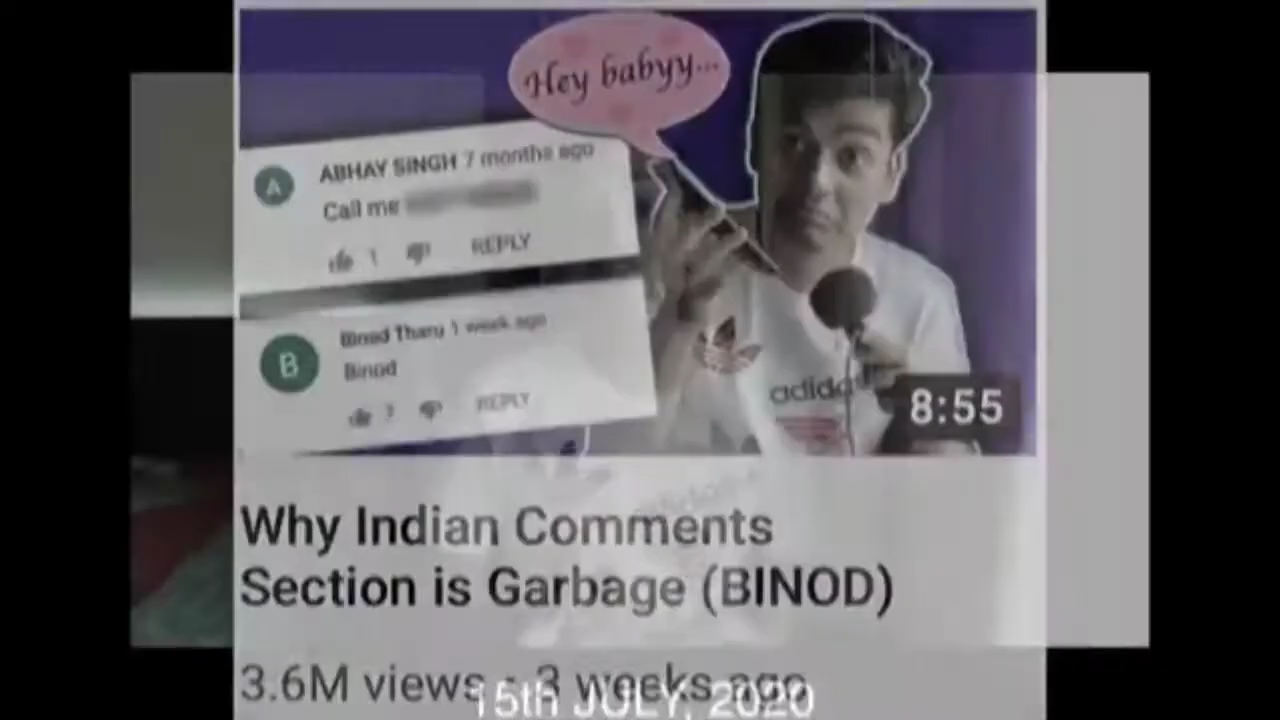 Hey babyy...
ABHAY SINGH 7 months ago
A
Call me
1
REPLY
Binod Tharu 1 week ago
B
Binod
REPLY
adidas
8:55
Why Indian Comments
Section is Garbage (BINOD)
3.6M views · 3 weeks ago
15th JULY, 2020